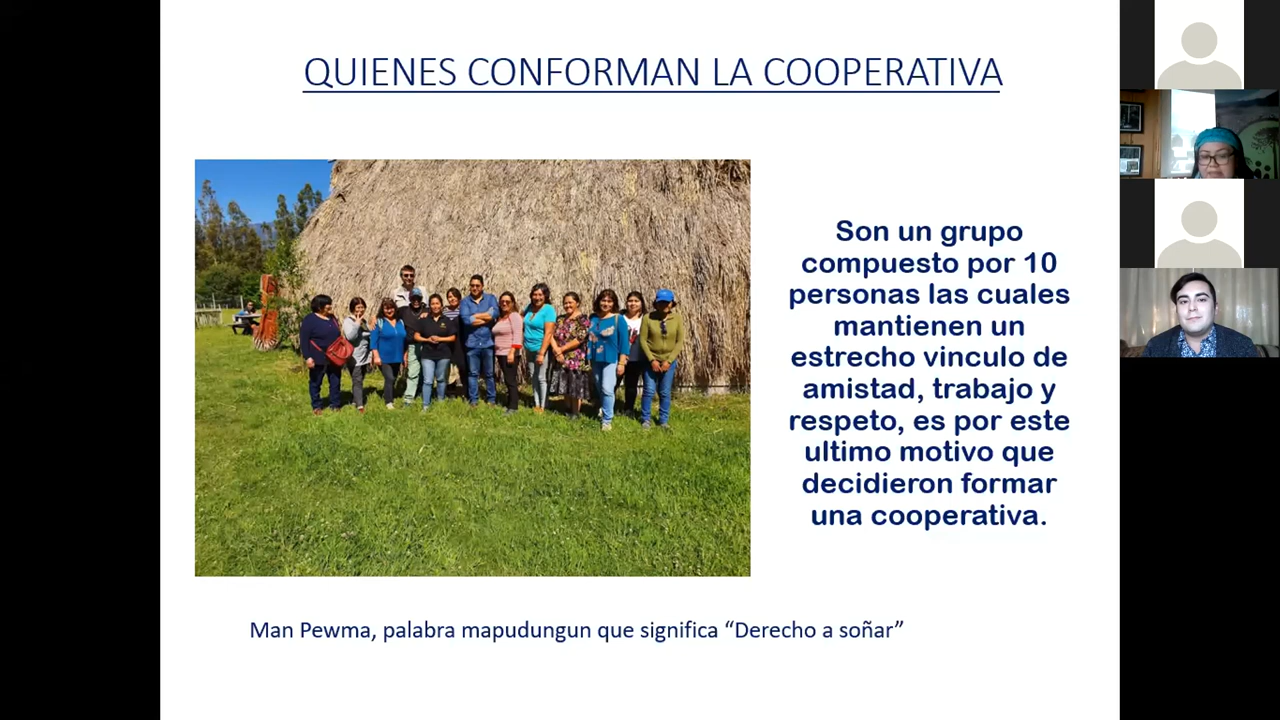 QUIENES CONFORMAN LA COOPERATIVA
Son un grupo
compuesto por 10
personas las cuales
mantienen un
estrecho vinculo de
amistad, trabajo y
respeto, es por este
ultimo motivo que
decidieron formar
una cooperativa.
Man Pewma, palabra mapudungun que significa “Derecho a soñar”